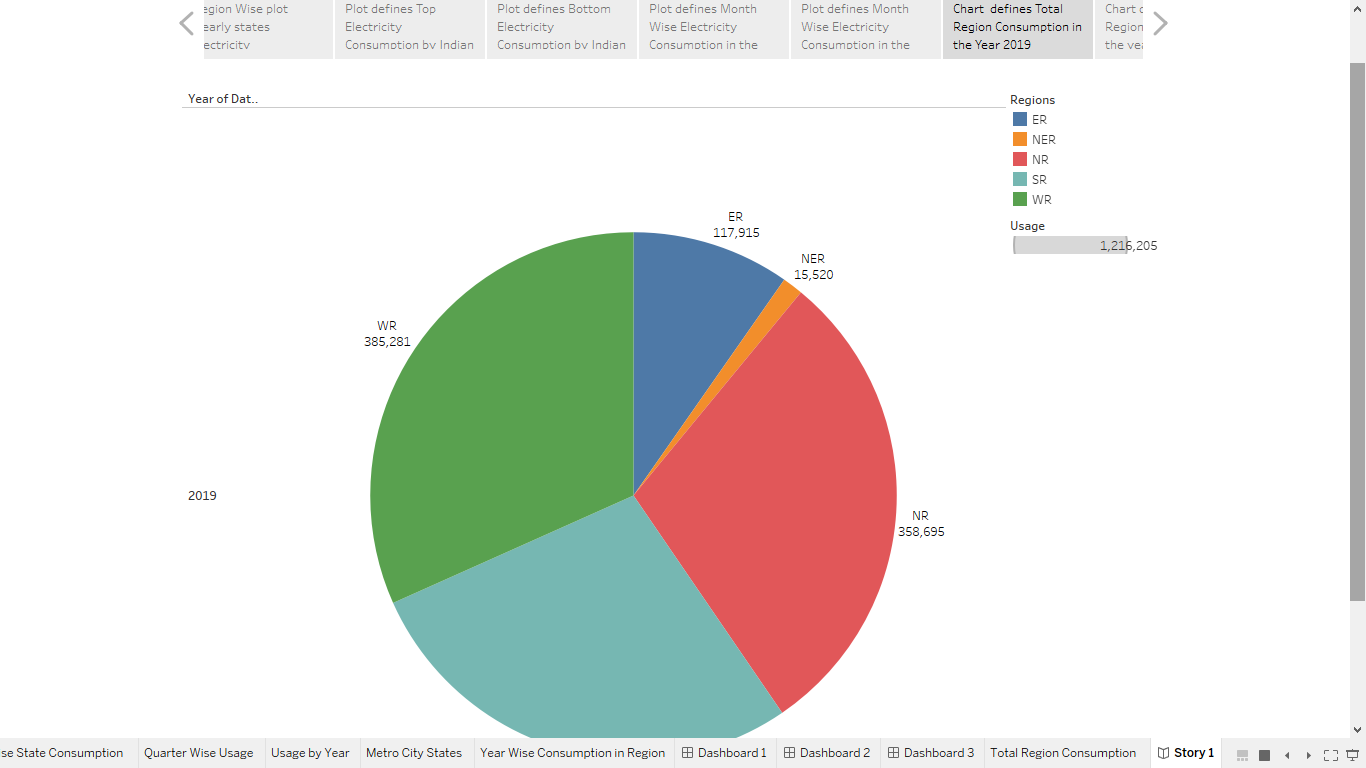 egion Wise plot
early states
ectricity
Plot defines Top
Electricity
Consumption by Indian
Plot defines Bottom
Electricity
Consumption by Indian
Plot defines Month
Wise Electricity
Consumption in the
Plot defines Month
Wise Electricity
Consumption in the
Chart defines Total
Region Consumption in
the Year 2019
Chart
Region
the
Year of Dat..
Regions
ER
NER
NR
SR
WR
Usage
1,216,205
ER
117,915
NER
15,520
WR
385,281
2019
NR
358,695
se State Consumption
Quarter Wise Usage
Usage by Year
Metro City States
Year Wise Consumption in Region
Dashboard 1
Dashboard 2
Dashboard 3
Total Region Consumption
Story 1